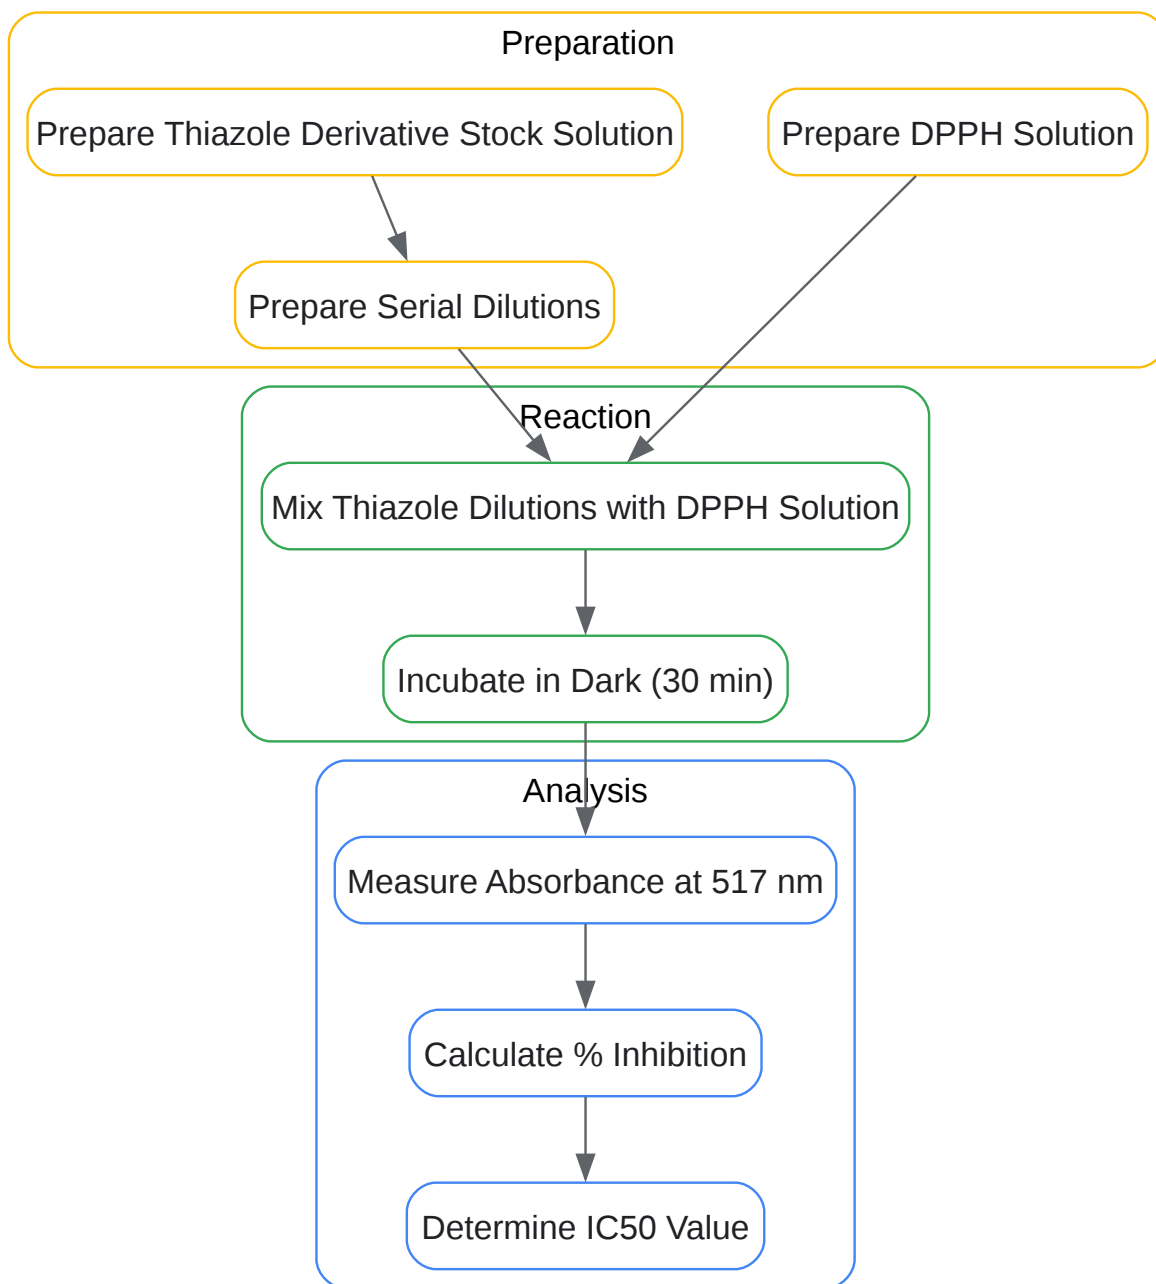 Preparation
Prepare Thiazole Derivative Stock Solution
Prepare DPPH Solution
Prepare Serial Dilutions
Reaction
Mix Thiazole Dilutions with DPPH Solution
Incubate in Dark (30 min)
Analysis
Measure Absorbance at 517 nm
Calculate % Inhibition
Determine IC50 Value